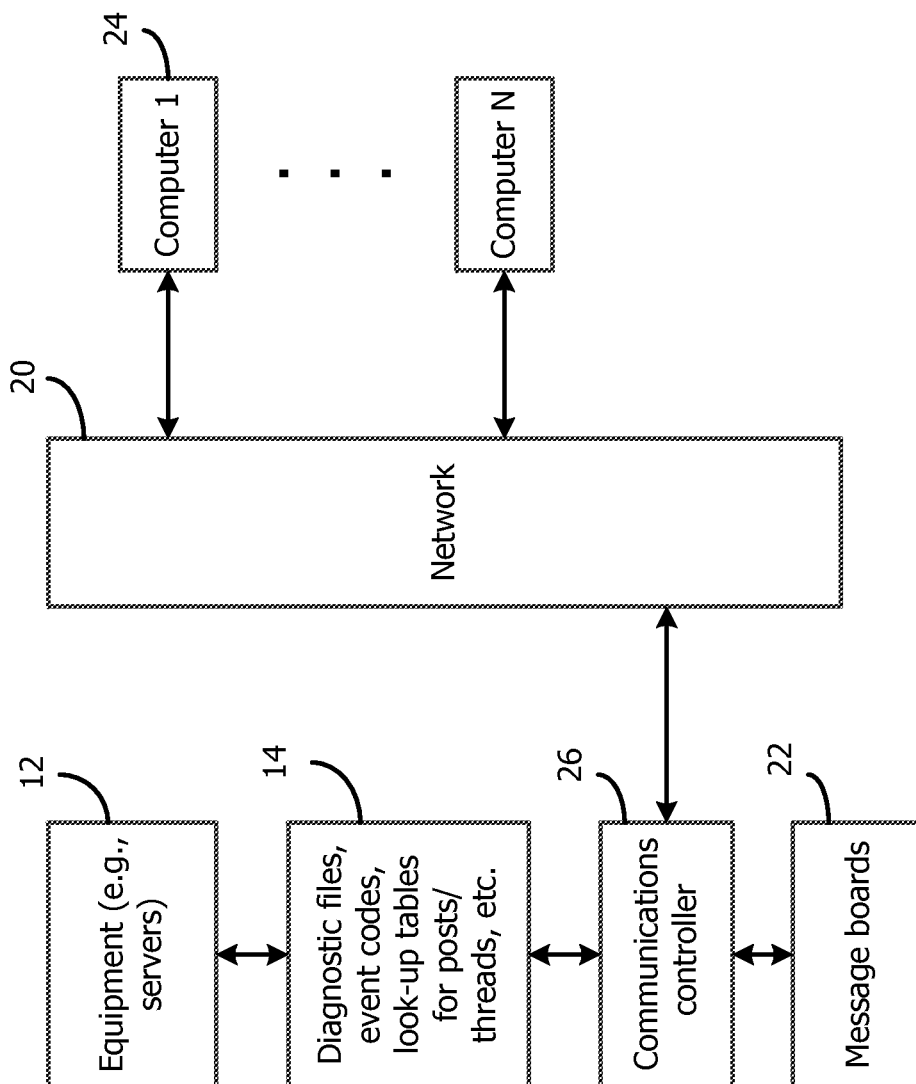 12
Equipment (e.g.,
servers)
14
Diagnostic files,
event codes,
look-up tables
for posts/
threads, etc.
26
Communications
controller
22
Message boards
20
Network
24
Computer 1
. . .
Computer N